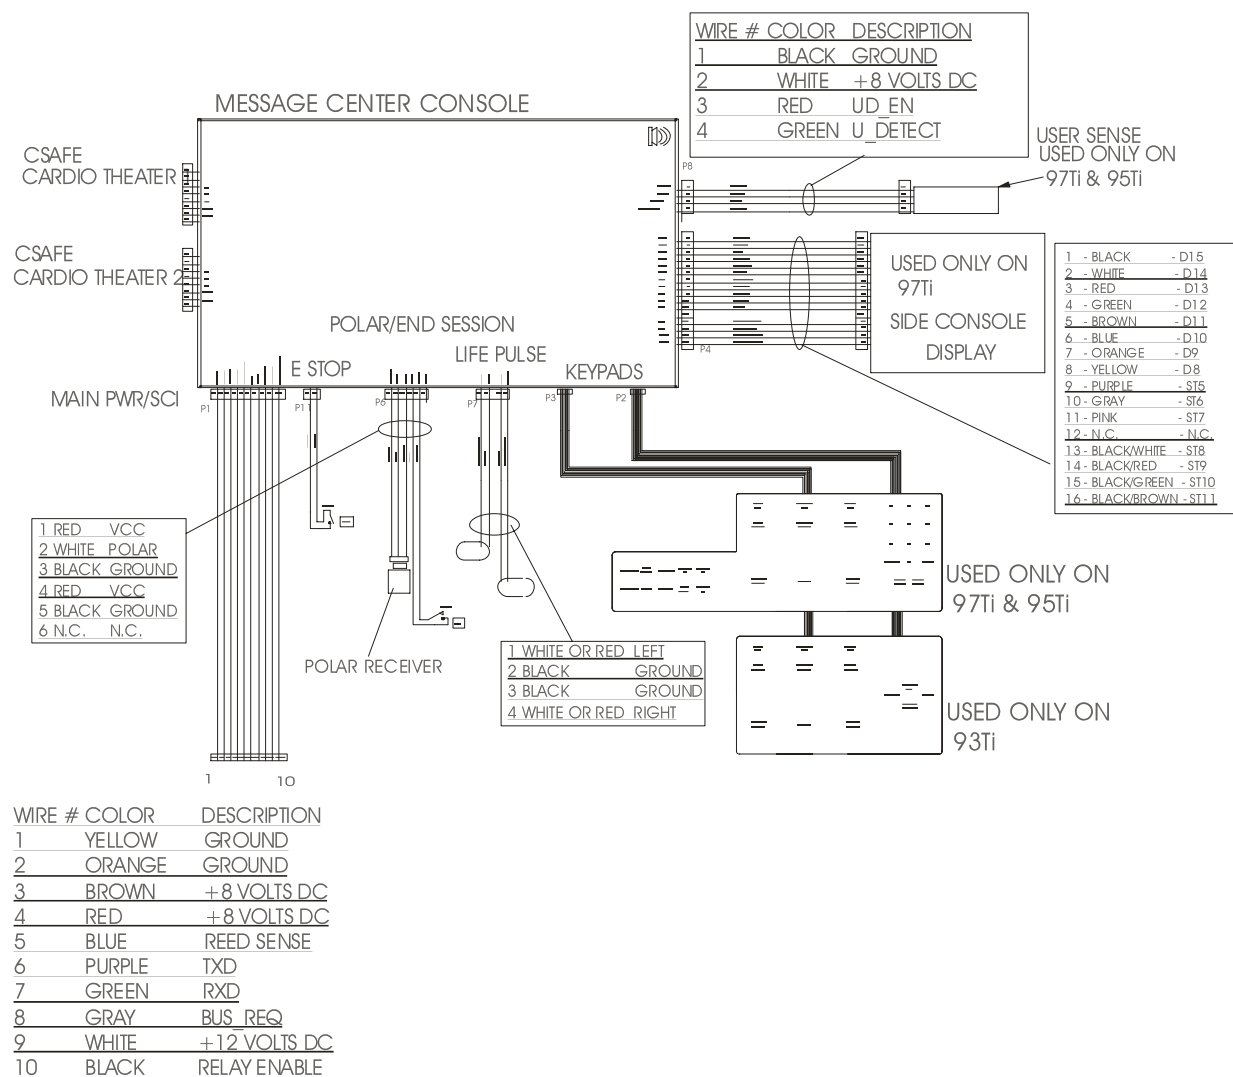 WIRE # COLOR DESCRIPTION
1 BLACK GROUND
2 WHITE +8 VOLTS DC
3 RED UD_EN
4 GREEN U_DETECT
MESSAGE CENTER CONSOLE
USER SENSE
USED ONLY ON
97Ti & 95Ti
CSAFE
CARDIO THEATER 1
P8
CSAFE
CARDIO THEATER 2
USED ONLY ON
97Ti
SIDE CONSOLE
DISPLAY
P4
1 - BLACK - D15
2 - WHITE - D14
3 - RED - D13
4 - GREEN - D12
5 - BROWN - D11
6 - BLUE - D10
7 - ORANGE - D9
8 - YELLOW - D8
9 - PURPLE - ST5
10 - GRAY - ST6
11 - PINK - ST7
12 - N.C. - N.C.
13 - BLACK/WHITE - ST8
14 - BLACK/RED - ST9
15 - BLACK/GREEN - ST10
16 - BLACK/BROWN - ST11
POLAR/END SESSION
LIFE PULSE
E STOP
KEYPADS
MAIN PWR/SCI
P1
P11
P6
P7
P3
P2
1 RED VCC
2 WHITE POLAR
3 BLACK GROUND
4 RED VCC
5 BLACK GROUND
6 N.C. N.C.
USED ONLY ON
97Ti & 95Ti
POLAR RECEIVER
1 WHITE OR RED LEFT
2 BLACK GROUND
3 BLACK GROUND
4 WHITE OR RED RIGHT
USED ONLY ON
93Ti
1 10
WIRE # COLOR DESCRIPTION
1 YELLOW GROUND
2 ORANGE GROUND
3 BROWN +8 VOLTS DC
4 RED +8 VOLTS DC
5 BLUE REED SENSE
6 PURPLE TXD
7 GREEN RXD
8 GRAY BUS_REQ
9 WHITE +12 VOLTS DC
10 BLACK RELAY ENABLE